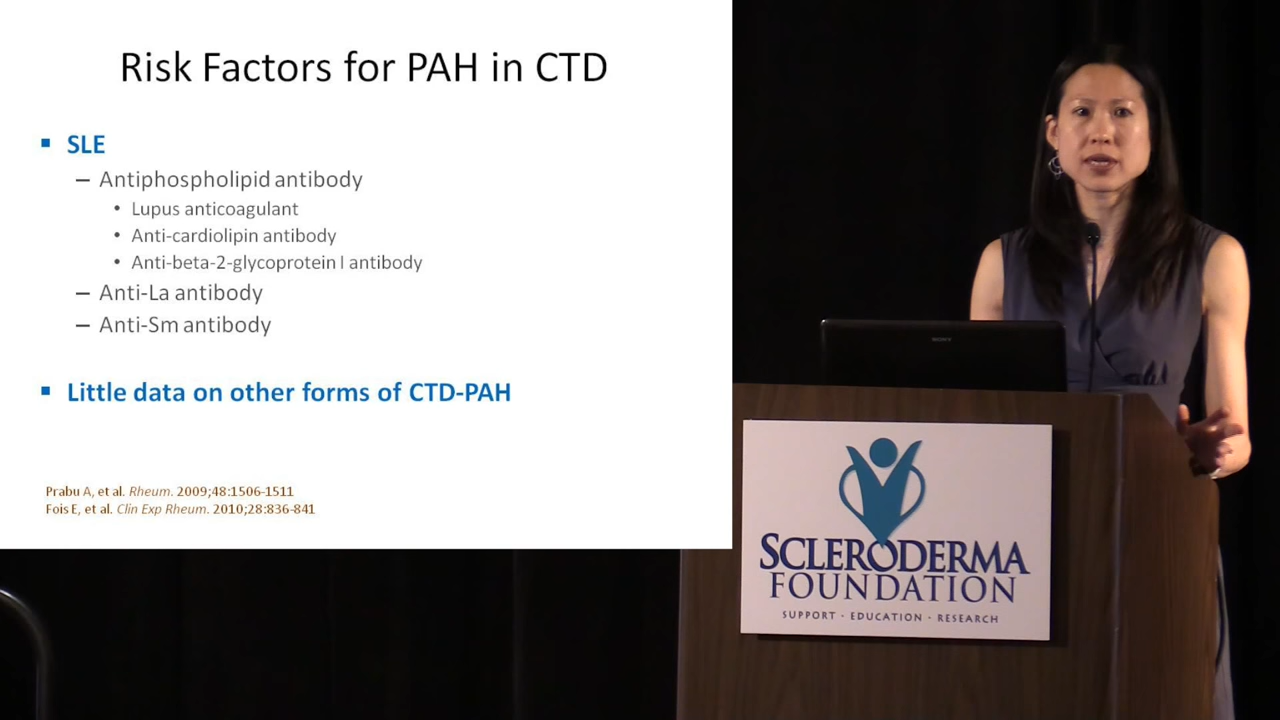 Risk Factors for PAH in CTD
▪ SLE
– Antiphospholipid antibody
• Lupus anticoagulant
• Anti-cardiolipin antibody
• Anti-beta-2-glycoprotein I antibody
– Anti-La antibody
– Anti-Sm antibody
▪ Little data on other forms of CTD-PAH
Prabu A, et al. Rheum. 2009;48:1506-1511
Fois E, et al. Clin Exp Rheum. 2010;28:836-841
SONY
SCLERODERMA
FOUNDATION
SUPPORT · EDUCATION · RESEARCH